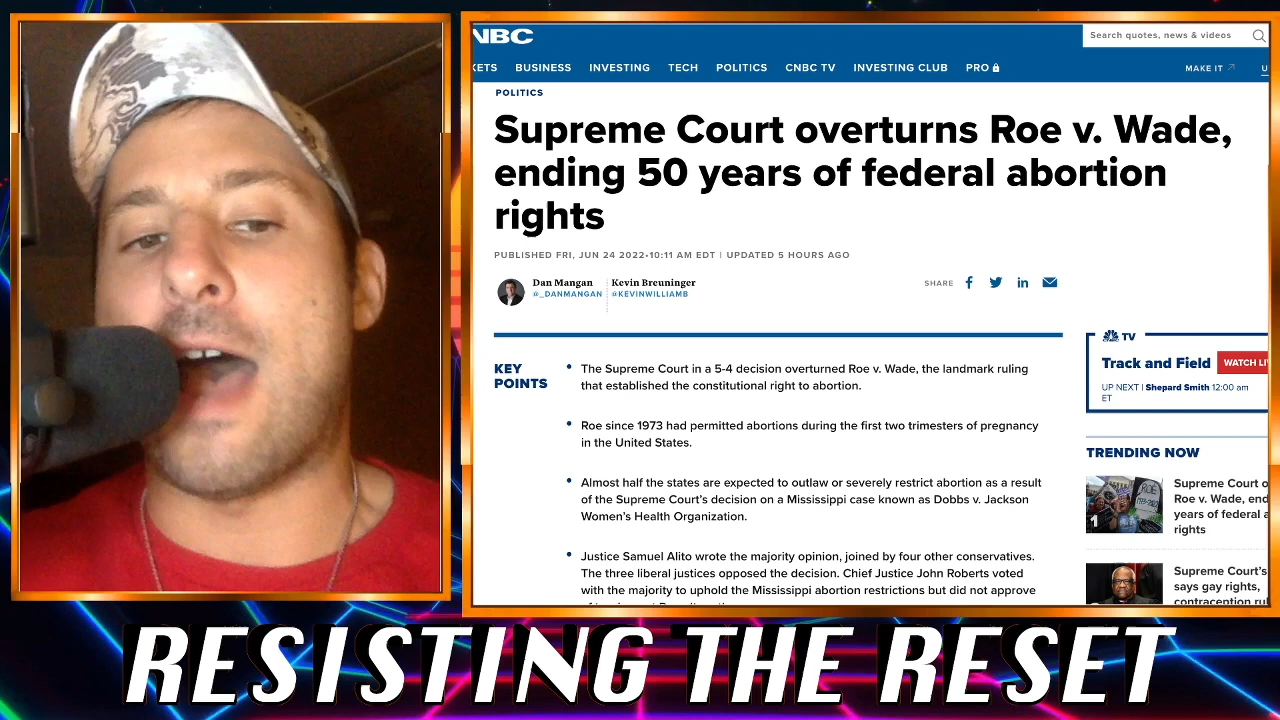 NBC
Search quotes, news & videos
ETS BUSINESS INVESTING TECH POLITICS CNBC TV INVESTING CLUB PRO MAKE IT U
POLITICS
Supreme Court overturns Roe v. Wade,
ending 50 years of federal abortion
rights
PUBLISHED FRI, JUN 24 2022•10:11 AM EDT | UPDATED 5 HOURS AGO
Dan Mangan
@_DANMANGAN
Kevin Breuninger
@KEVINWILLIAMB
SHARE
KEY
POINTS
• The Supreme Court in a 5-4 decision overturned Roe v. Wade, the landmark ruling
that established the constitutional right to abortion.
• Roe since 1973 had permitted abortions during the first two trimesters of pregnancy
in the United States.
• Almost half the states are expected to outlaw or severely restrict abortion as a result
of the Supreme Court's decision on a Mississippi case known as Dobbs v. Jackson
Women's Health Organization.
• Justice Samuel Alito wrote the majority opinion, joined by four other conservatives.
The three liberal justices opposed the decision. Chief Justice John Roberts voted
with the majority to uphold the Mississippi abortion restrictions but did not approve
TV
Track and Field
WATCH LI
UP NEXT | Shepard Smith 12:00 am
ET
TRENDING NOW
ROE
1
Supreme Court o
Roe v. Wade, end
years of federal a
rights
Supreme Court's
says gay rights,
contraception rul
RESISTING THE RESET